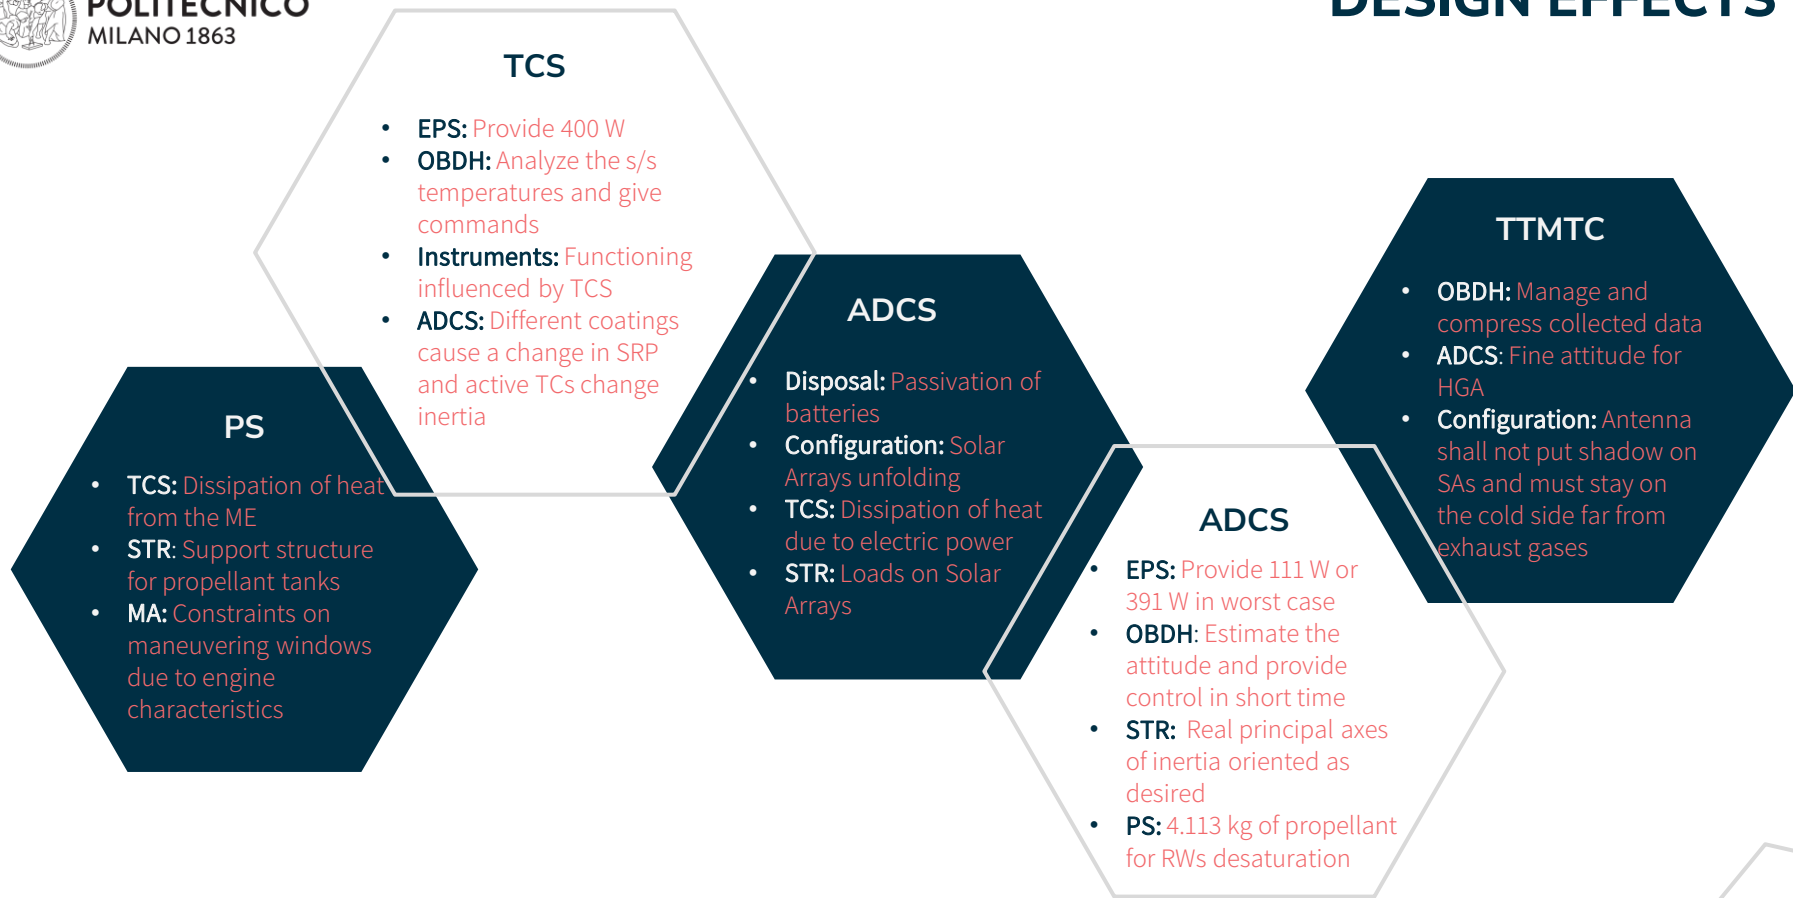 POLITECNICO
MILANO 1863
DESIGN EFFECTS
TCS
• EPS: Provide 400 W
• OBDH: Analyze the s/s
temperatures and give
commands
• Instruments: Functioning
influenced by TCS
• ADCS: Different coatings
cause a change in SRP
and active TCs change
inertia
PS
• TCS: Dissipation of heat
from the ME
• STR: Support structure
for propellant tanks
• MA: Constraints on
maneuvering windows
due to engine
characteristics
ADCS
• Disposal: Passivation of
batteries
• Configuration: Solar
Arrays unfolding
• TCS: Dissipation of heat
due to electric power
• STR: Loads on Solar
Arrays
ADCS
• EPS: Provide 111 W or
391 W in worst case
• OBDH: Estimate the
attitude and provide
control in short time
• STR: Real principal axes
of inertia oriented as
desired
• PS: 4.113 kg of propellant
for RWs desaturation
TTMTC
• OBDH: Manage and
compress collected data
• ADCS: Fine attitude for
HGA
• Configuration: Antenna
shall not put shadow on
SAs and must stay on
the cold side far from
exhaust gases